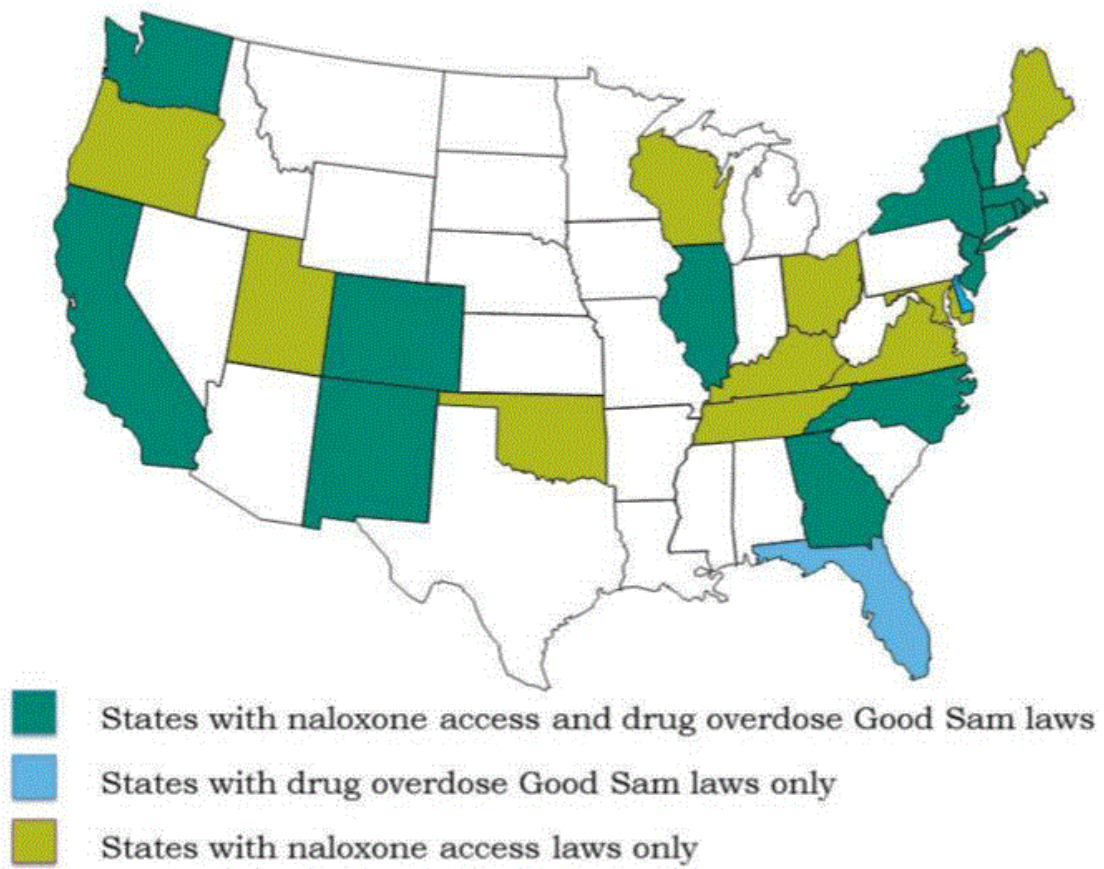 States with naloxone access and drug overdose Good Sam laws
States with drug overdose Good Sam laws only
States with naloxone access laws only